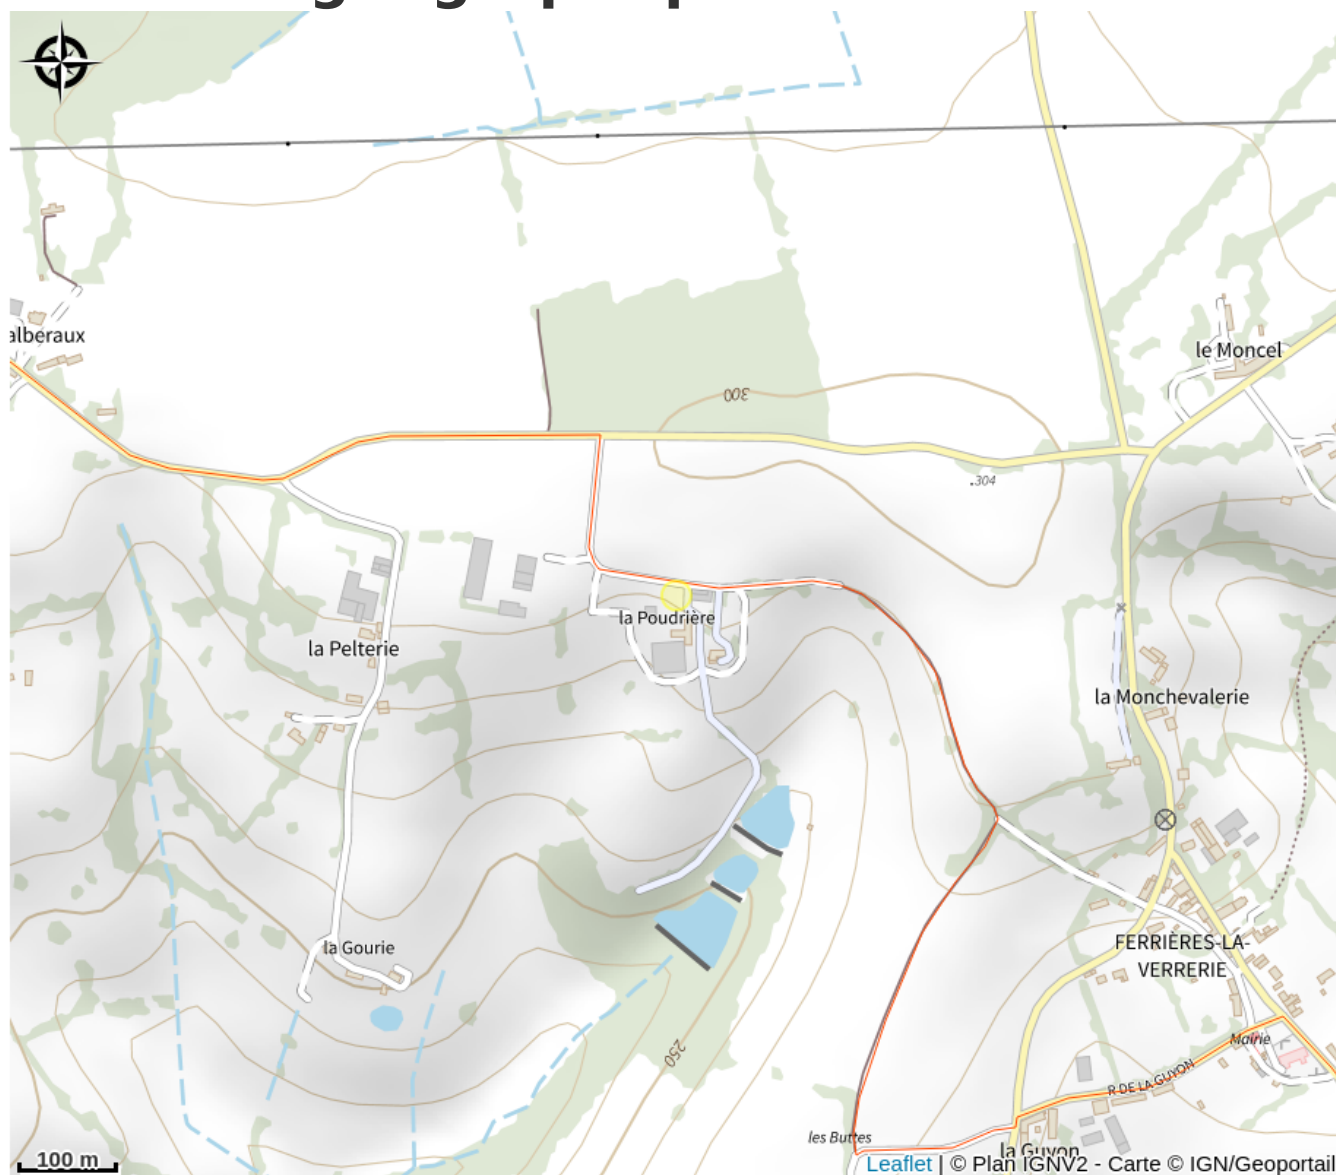 alberaux
le Moncel
300
.304
la Poudrière
la Pelterie
la Monchevalerie
la Gourie
FERRIÈRES-LA-
VERRERIE
250
Mairie
R DE LA GUYON
les Buttes
la Guyon
100 m
Leaflet | © Plan IGNV2 - Carte © IGN/Geoportail